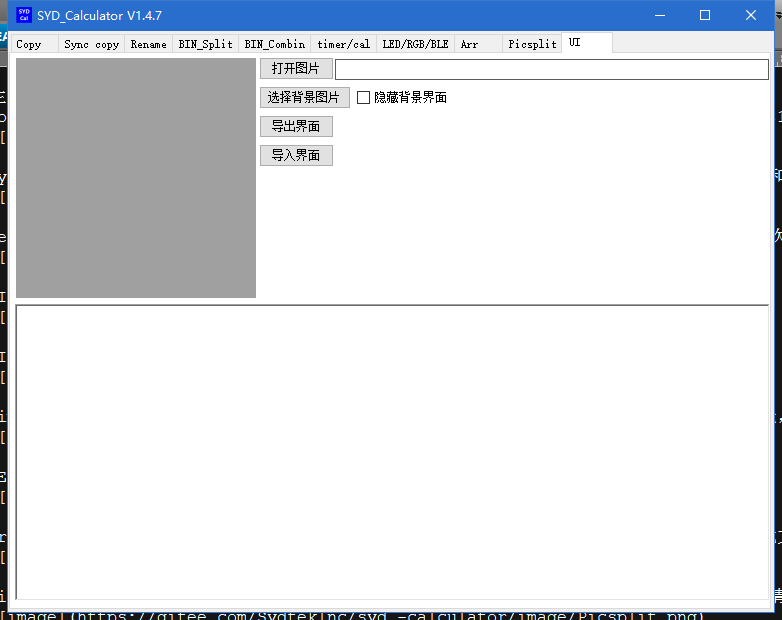 SYD Cal SYD_Calculator V1.4.7
Copy Sync copy Rename BIN_Split BIN_Combin timer/cal LED/RGB/BLE Arr Picsplit UI
打开图片
选择背景图片 隐藏背景界面
导出界面
导入界面
[image](https://gitee.com/SydtekInc/syd_-calculator/image/Picsplit.png)